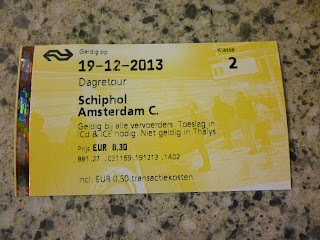 Geldig op
Klasse
19-12-2013
2
Dagretour
Schiphol
Amsterdam C.
Geldig bij alle vervoerders. Toeslag in
ICd & ICE nodig. Niet geldig in Thalys
Prijs EUR 8,30
incl. EUR 0,50 transactiekosten.